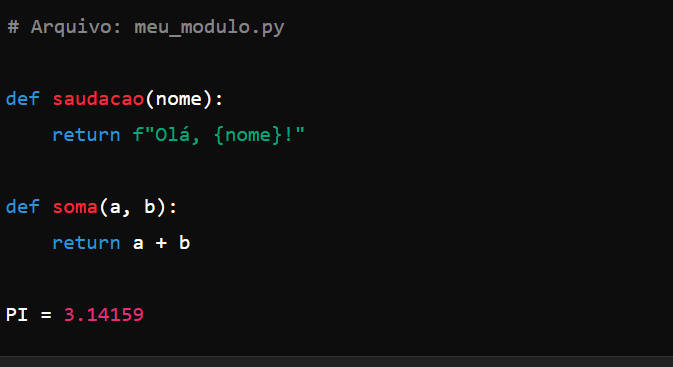 # Arquivo: meu_modulo.py
def saudacao(nome):
return f"Olá, {nome}!"
def soma(a, b):
return a + b
PI = 3.14159